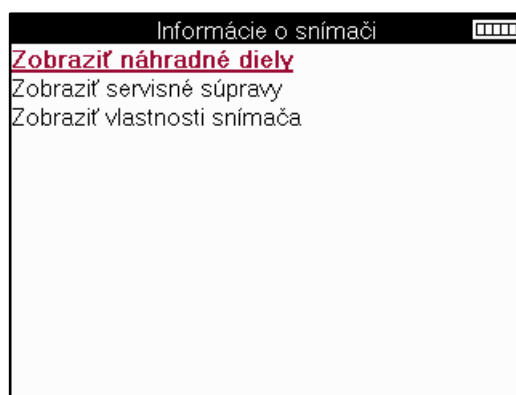 Informácie o snímači
Zobraziť náhradné diely
Zobraziť servisné súpravy
Zobraziť vlastnosti snímača